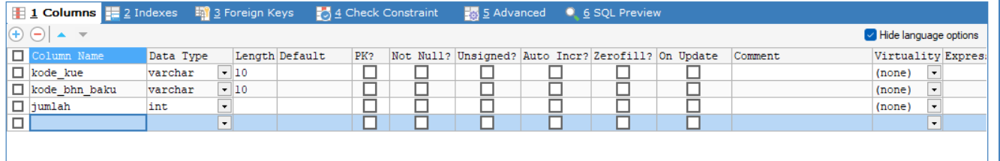 1 Columns 2 Indexes 3 Foreign Keys 4 Check Constraint 5 Advanced 6 SQL Preview
Hide language options
Column Name Data Type Length Default PK? Not Null? Unsigned? Auto Incr? Zerofill? On Update Comment Virtuality Expres
kode_kue varchar 10 (none)
kode_bhn_baku varchar 10 (none)
jumlah int (none)